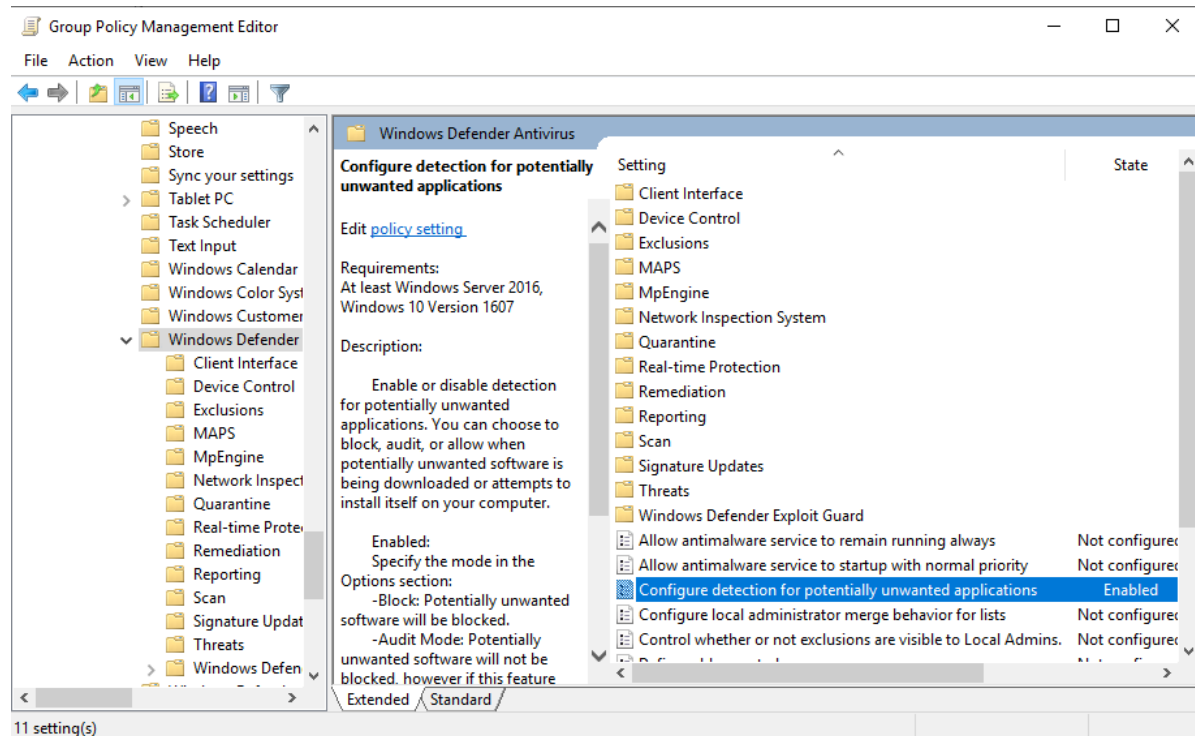 Group Policy Management Editor
File Action View Help
Speech
Store
Sync your settings
Tablet PC
Task Scheduler
Text Input
Windows Calendar
Windows Color Syst
Windows Customer
Windows Defender
Client Interface
Device Control
Exclusions
MAPS
MpEngine
Network Inspect
Quarantine
Real-time Prote
Remediation
Reporting
Scan
Signature Updat
Threats
Windows Defen
Windows Defender Antivirus
Configure detection for potentially
unwanted applications
Edit policy setting
Requirements:
At least Windows Server 2016,
Windows 10 Version 1607
Description:
Enable or disable detection
for potentially unwanted
applications. You can choose to
block, audit, or allow when
potentially unwanted software is
being downloaded or attempts to
install itself on your computer.
Enabled:
Specify the mode in the
Options section:
-Block: Potentially unwanted
software will be blocked.
-Audit Mode: Potentially
unwanted software will not be
blocked, however if this feature
Setting State
Client Interface
Device Control
Exclusions
MAPS
MpEngine
Network Inspection System
Quarantine
Real-time Protection
Remediation
Reporting
Scan
Signature Updates
Threats
Windows Defender Exploit Guard
Allow antimalware service to remain running always Not configured
Allow antimalware service to startup with normal priority Not configured
Configure detection for potentially unwanted applications Enabled
Configure local administrator merge behavior for lists Not configured
Control whether or not exclusions are visible to Local Admins. Not configured
Extended Standard
11 setting(s)